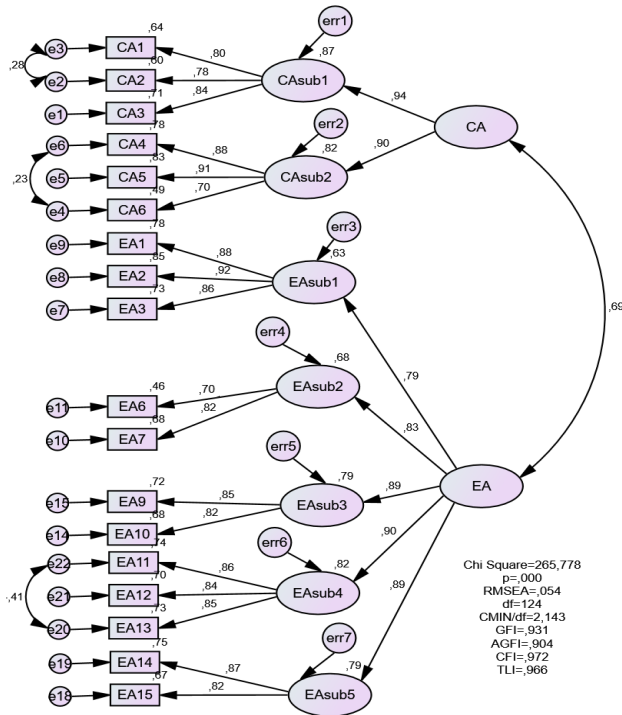 err1
,64
e3
CA1
,80
,87
,60
,28
e2
CA2
,78
CAsub1
,71
,84
,94
e1
CA3
,78
err2
CA
e6
CA4
,88
,82
,90
,83
e5
CA5
,91
CAsub2
,23
,49
,70
e4
CA6
,78
err3
e9
EA1
,88
,63
,85
e8
EA2
,92
EAsub1
,73
,86
e7
EA3
,69
err4
,79
,68
,46
e11
EA6
,70
EAsub2
,68
,82
,83
e10
EA7
err5
,72
,79
e15
EA9
,85
,89
EA
,68
EAsub3
e14
EA10
,82
,74
err6
,90
e22
EA11
,86
,82
,70
e21
EA12
,84
EAsub4
,89
,41
,73
,85
e20
EA13
,75
err7
e19
EA14
,87
,79
,67
e18
EA15
,82
EAsub5
Chi Square=265,778
p=,000
RMSEA=,054
df=124
CMIN/df=2,143
GFI=,931
AGFI=,904
CFI=,972
TLI=,966